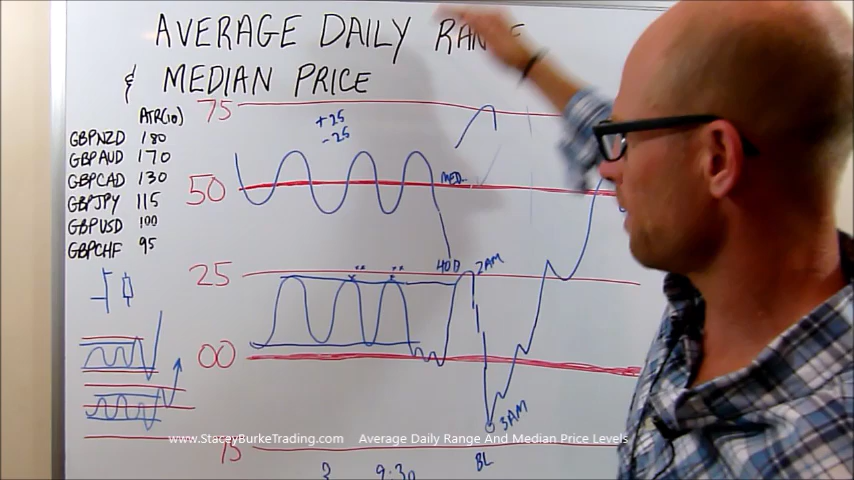 AVERAGE DAILY RANGE
& MEDIAN PRICE
ATR(10)
GBPNZD 180
GBPAUD 170
GBPCAD 130
GBPJPY 115
GBPUSD 100
GBPCHF 95
75
+25
-25
50
MED.
25
400
2AM
00
3AM
75
BL
3 9:30
www.StaceyBurkeTrading.com Average Daily Range And Median Price Levels